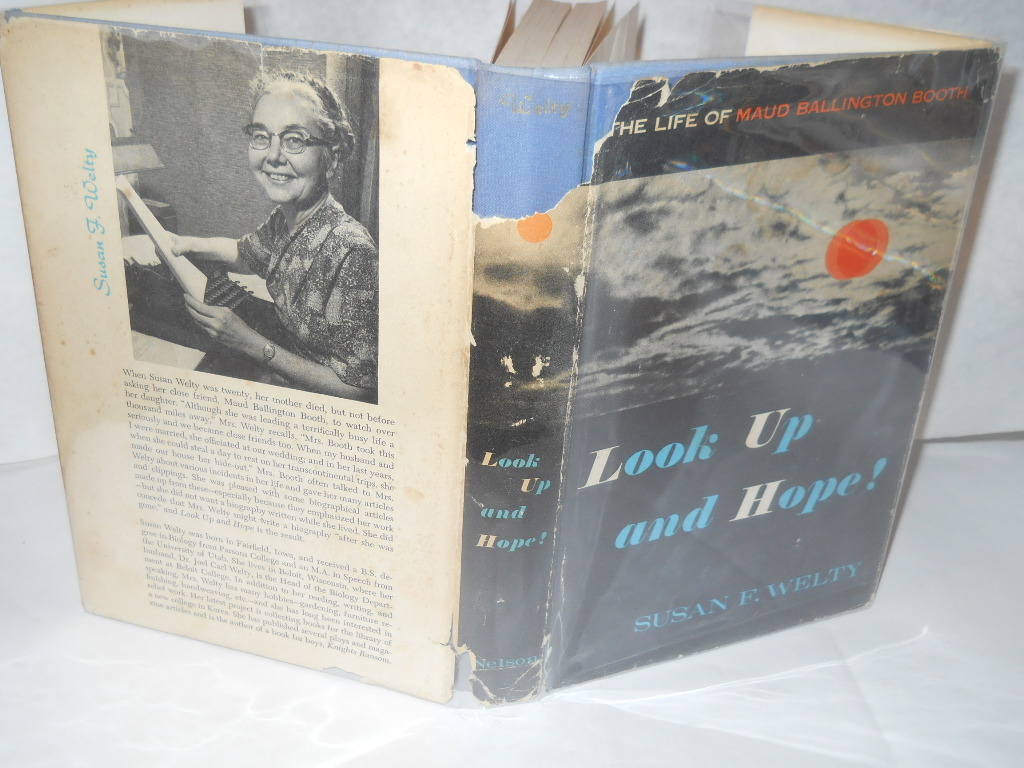 Susan F. Welty
When Susan Welty was twenty, her mother died, but not before
asking her close friend, Maud Ballington Booth, to watch over
her daughter. "Although she was leading a terrifically busy life a
thousand miles away," Mrs. Welty recalls, "Mrs. Booth took this
seriously and we became close friends too. When my husband and
I were married, she officiated at our wedding; and in her last years,
when she could steal a day to rest on her transcontinental trips, she
made our house her hide-out." Mrs. Booth often talked to Mrs.
Welty about various incidents in her life and gave her many articles
and clippings. She was pleased with some biographical articles
made up from these—especially because they emphasized her work
—but she did not want a biography written while she lived. She did
concede that Mrs. Welty might write a biography "after she was
gone," and Look Up and Hope is the result.
Susan Welty was born in Fairfield, Iowa, and received a B.S. de-
gree in Biology from Parsons College and an M.A. in Speech from
the University of Utah. She lives in Beloit, Wisconsin, where her
husband, Dr. Joel Carl Welty, is the Head of the Biology Depart-
ment at Beloit College. In addition to her reading, writing, and
speaking, Mrs. Welty has many hobbies—gardening, furniture re-
finishing, handweaving, etc.—and she has long been interested in
relief work. Her latest project is collecting books for the library of
a new college in Korea. She has published several plays and maga-
zine articles and is the author of a book for boys, Knights Ransom.
Welty
Look
Up
and
Hope!
Nelson
THE LIFE OF MAUD BALLINGTON BOOTH
Look Up
and Hope!
SUSAN F. WELTY